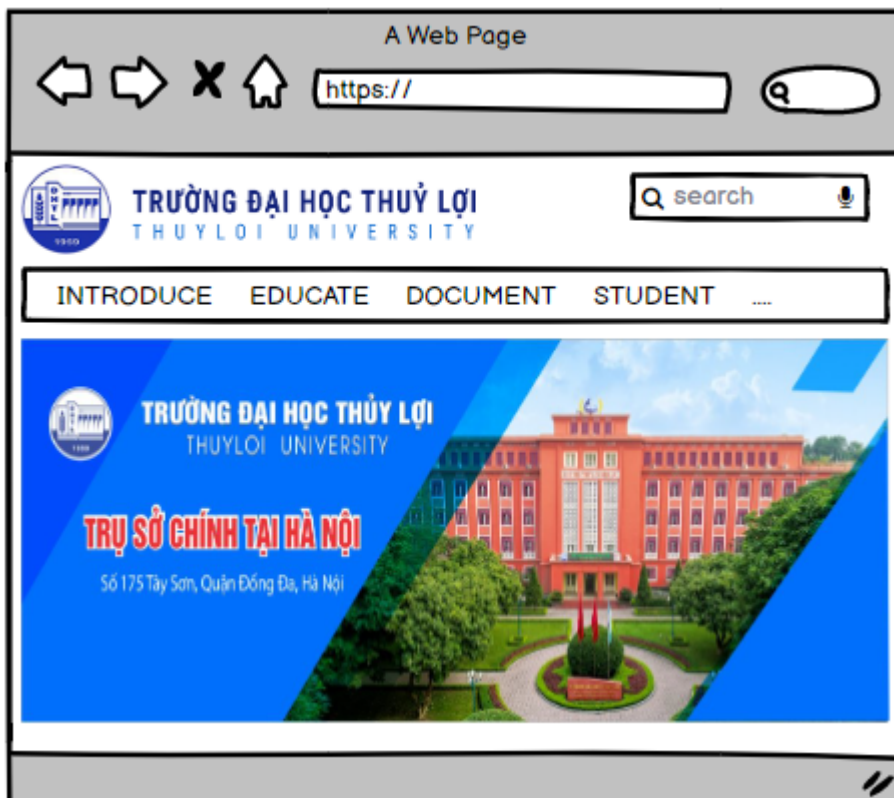 A Web Page
https://
TRƯỜNG ĐẠI HỌC THUỶ LỢI
THUYLOI UNIVERSITY
1959
search
INTRODUCE EDUCATE DOCUMENT STUDENT ....
TRƯỜNG ĐẠI HỌC THỦY LỢI
THUYLOI UNIVERSITY
TRỤ SỞ CHÍNH TẠI HÀ NỘI
Số 175 Tây Sơn, Quận Đống Đa, Hà Nội